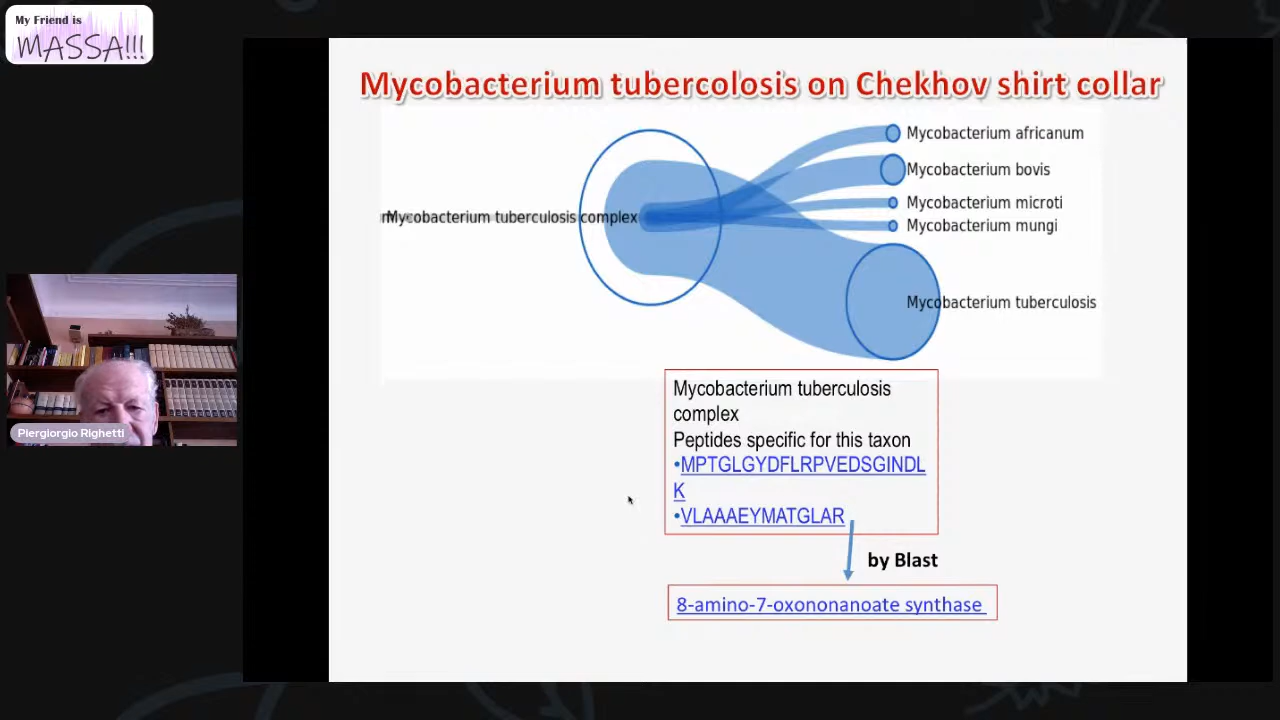 My Friend is
MASSA!!!
Mycobacterium tubercolosis on Chekhov shirt collar
Mycobacterium africanum
Mycobacterium bovis
Mycobacterium microti
Mycobacterium tuberculosis complex
Mycobacterium mungi
Mycobacterium tuberculosis
Mycobacterium tuberculosis
complex
Peptides specific for this taxon
•MPTGLGYDFLRPVEDSGINDL
K
•VLAAAEYMATGLAR
by Blast
8-amino-7-oxononanoate synthase
Piergiorgio Righetti